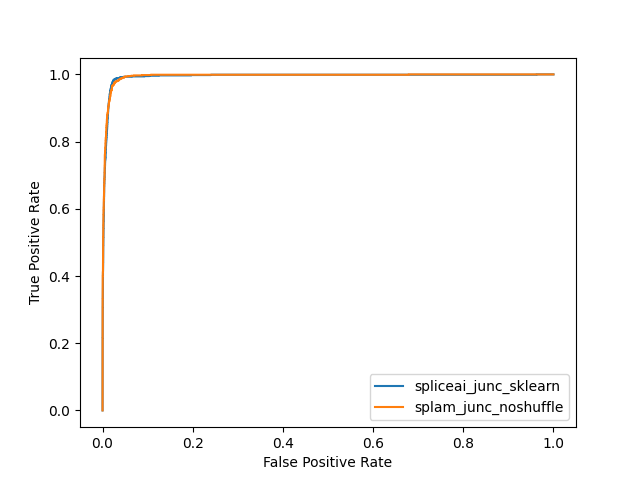 1.0
0.8
0.6
0.4
0.2
0.0
True Positive Rate
0.0 0.2 0.4 0.6 0.8 1.0
False Positive Rate
spliceai_junc_sklearn
splam_junc_noshuffle